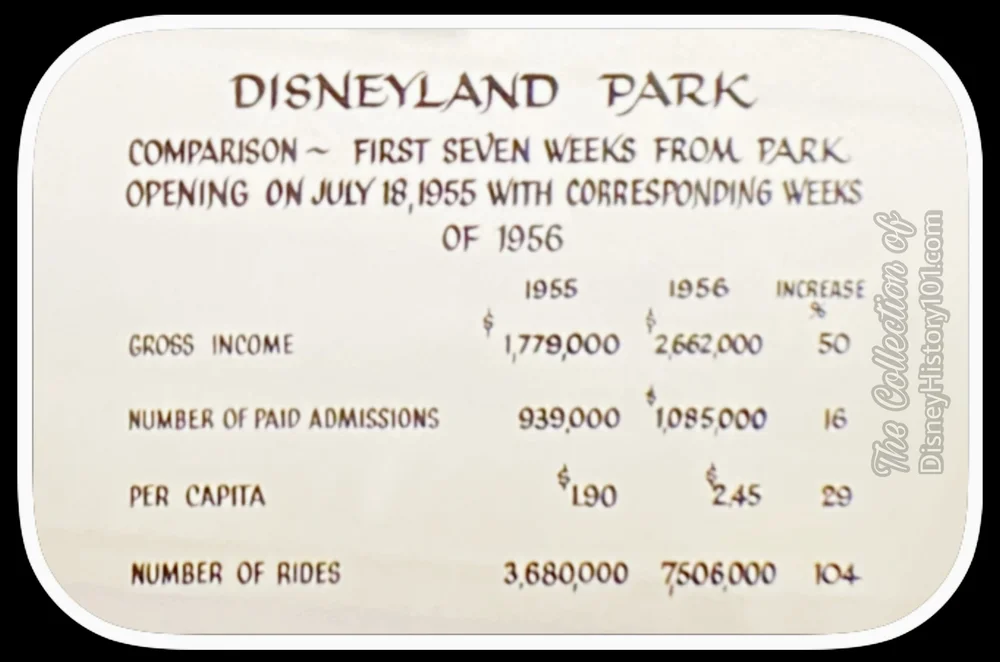 DISNEYLAND PARK
COMPARISON ~ FIRST SEVEN WEEKS FROM PARK
OPENING ON JULY 18, 1955 WITH CORRESPONDING WEEKS
OF 1956
1955 1956 INCREASE
%
GROSS INCOME $1,779,000 $2,662,000 50
NUMBER OF PAID ADMISSIONS 939,000 $1,085,000 16
PER CAPITA $1.90 $2.45 29
NUMBER OF RIDES 3,680,000 7,506,000 104
The Collection of
DisneyHistory101.com